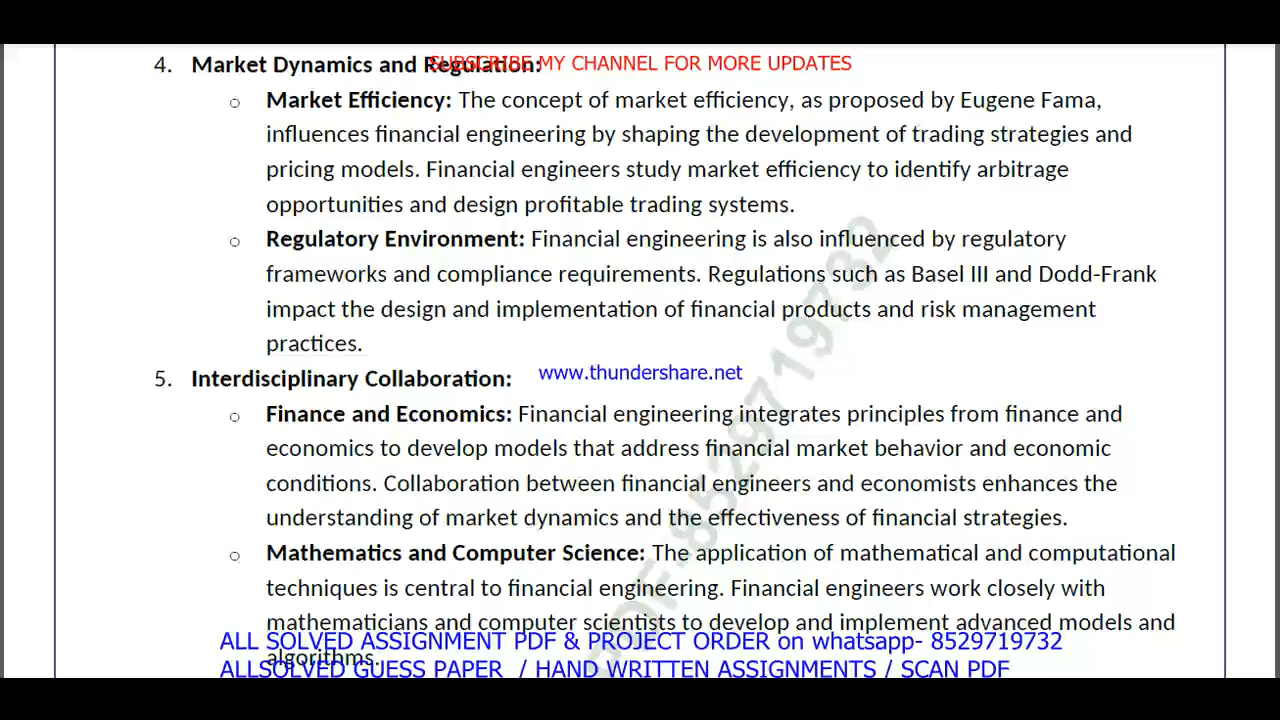 4. Market Dynamics and Regulation:
SUBSCRIBE MY CHANNEL FOR MORE UPDATES
o Market Efficiency: The concept of market efficiency, as proposed by Eugene Fama,
influences financial engineering by shaping the development of trading strategies and
pricing models. Financial engineers study market efficiency to identify arbitrage
opportunities and design profitable trading systems.
o Regulatory Environment: Financial engineering is also influenced by regulatory
frameworks and compliance requirements. Regulations such as Basel III and Dodd-Frank
impact the design and implementation of financial products and risk management
practices.
5. Interdisciplinary Collaboration:
www.thundershare.net
o Finance and Economics: Financial engineering integrates principles from finance and
economics to develop models that address financial market behavior and economic
conditions. Collaboration between financial engineers and economists enhances the
understanding of market dynamics and the effectiveness of financial strategies.
o Mathematics and Computer Science: The application of mathematical and computational
techniques is central to financial engineering. Financial engineers work closely with
mathematicians and computer scientists to develop and implement advanced models and
algorithms.
ALL SOLVED ASSIGNMENT PDF & PROJECT ORDER on whatsapp- 8529719732
ALLSOLVED GUESS PAPER / HAND WRITTEN ASSIGNMENTS / SCAN PDF
PDF-8529719732